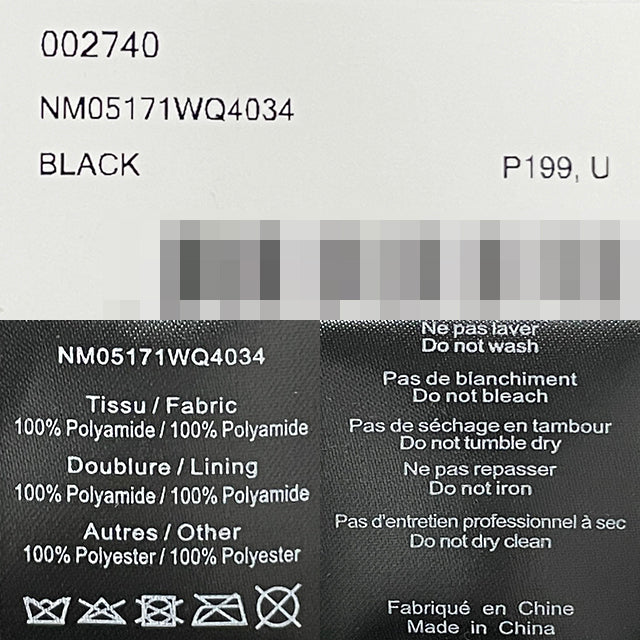 002740
NM05171WQ4034
BLACK
P199, U
NM05171WQ4034
Tissu / Fabric
100% Polyamide / 100% Polyamide
Doublure / Lining
100% Polyamide / 100% Polyamide
Autres / Other
100% Polyester / 100% Polyester
Ne pas laver
Do not wash
Pas de blanchiment
Do not bleach
Pas de séchage en tambour
Do not tumble dry
Ne pas repasser
Do not iron
Pas d'entretien professionnel à sec
Do not dry clean
Fabriqué en Chine
Made in China